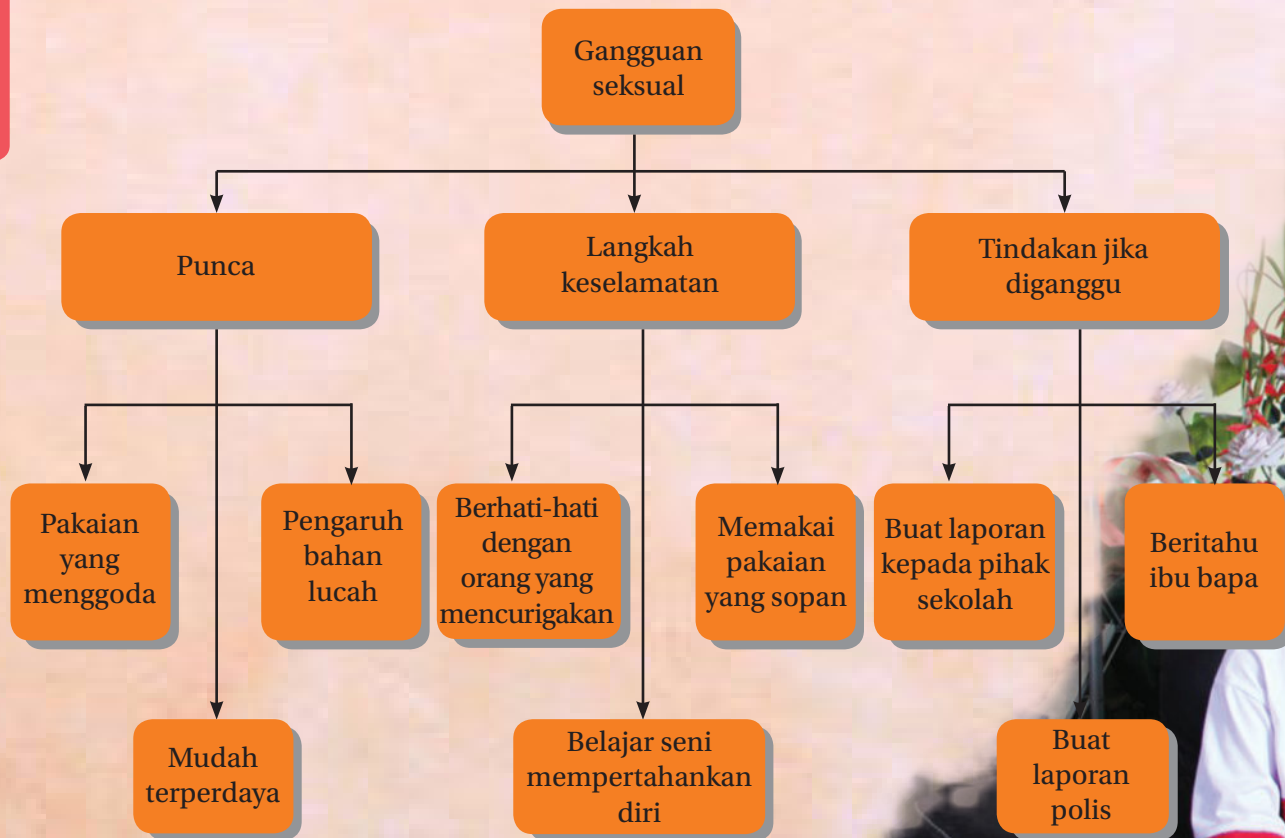 Gangguan
seksual
Punca
Langkah
keselamatan
Tindakan jika
diganggu
Pakaian
yang
menggoda
Pengaruh
bahan
lucah
Berhati-hati
dengan
orang yang
mencurigakan
Memakai
pakaian
yang sopan
Buat laporan
kepada pihak
sekolah
Beritahu
ibu bapa
Mudah
terperdaya
Belajar seni
mempertahankan
diri
Buat
laporan
polis